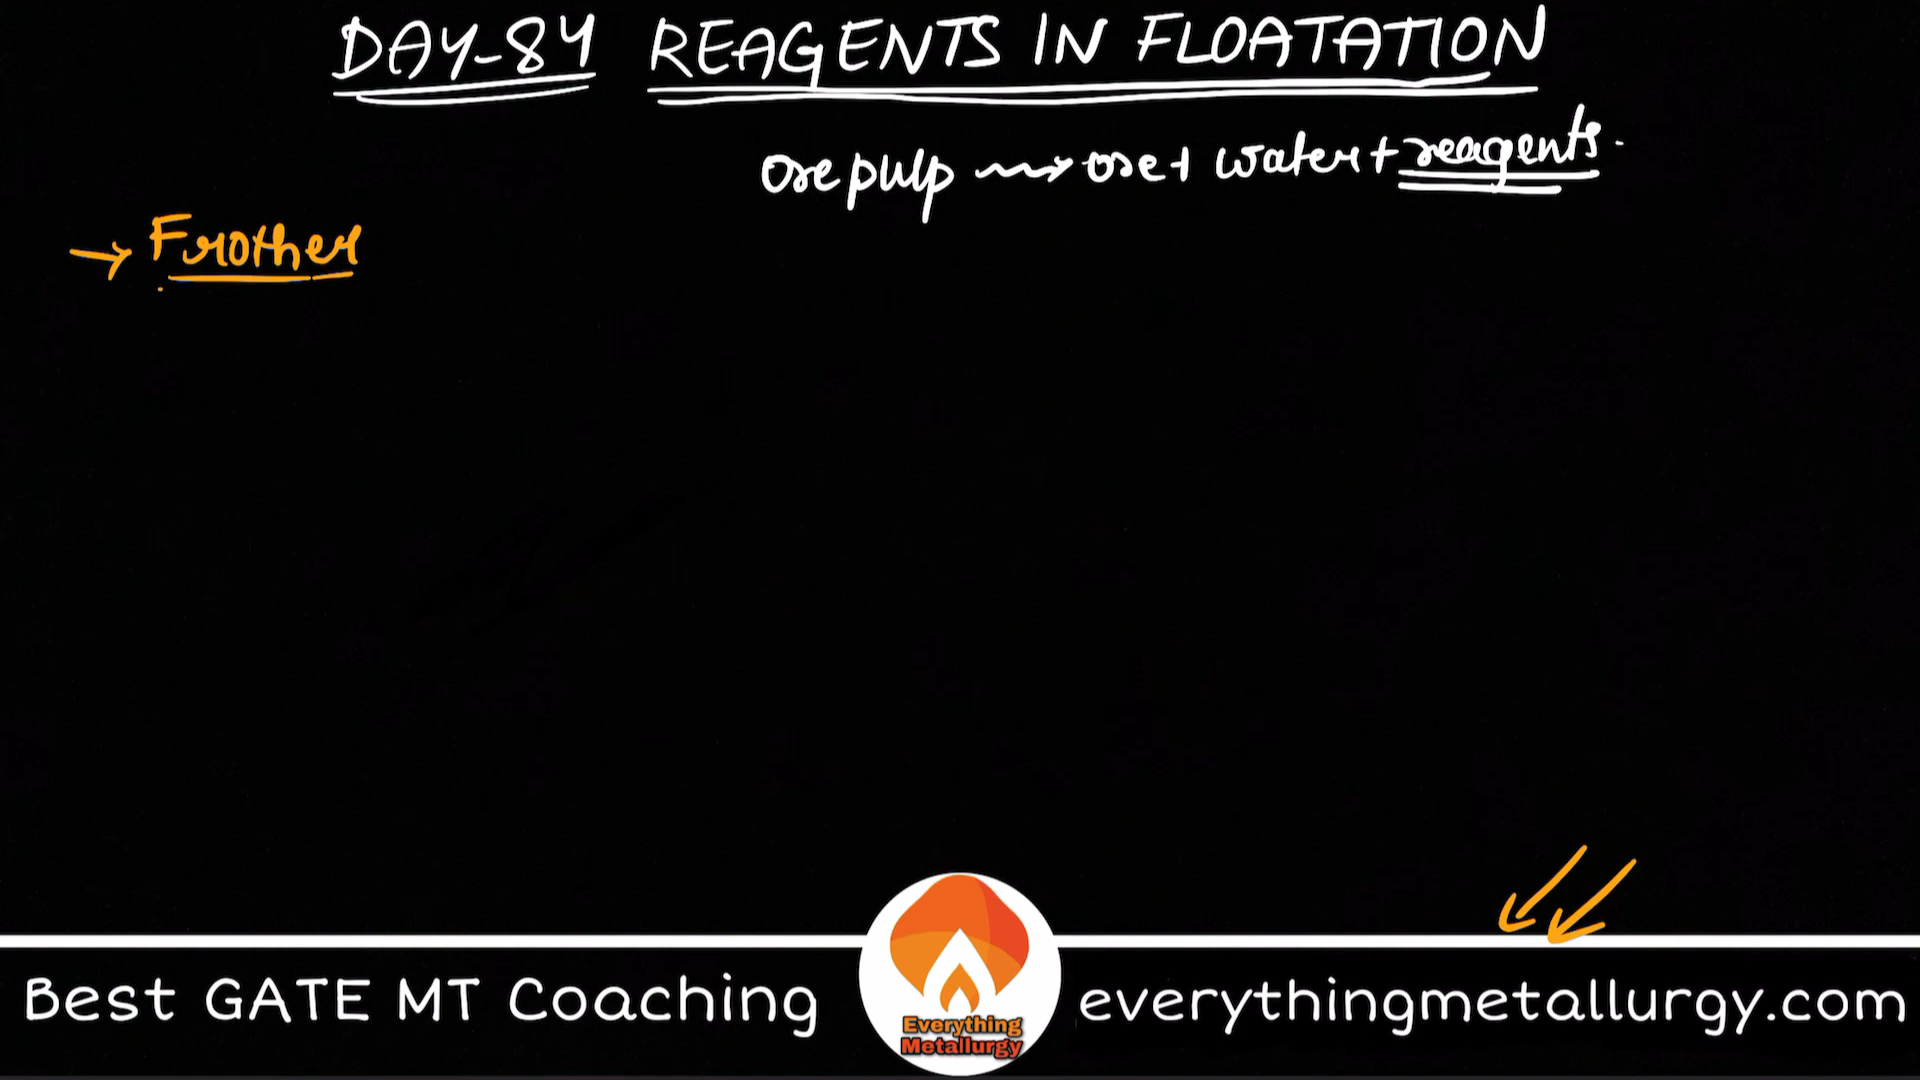 DAY-84 REAGENTS IN FLOATATION
Ore pulp → ore + water + reagents.
→ Frother
Best GATE MT Coaching
Everything
Metallurgy
everythingmetallurgy.com